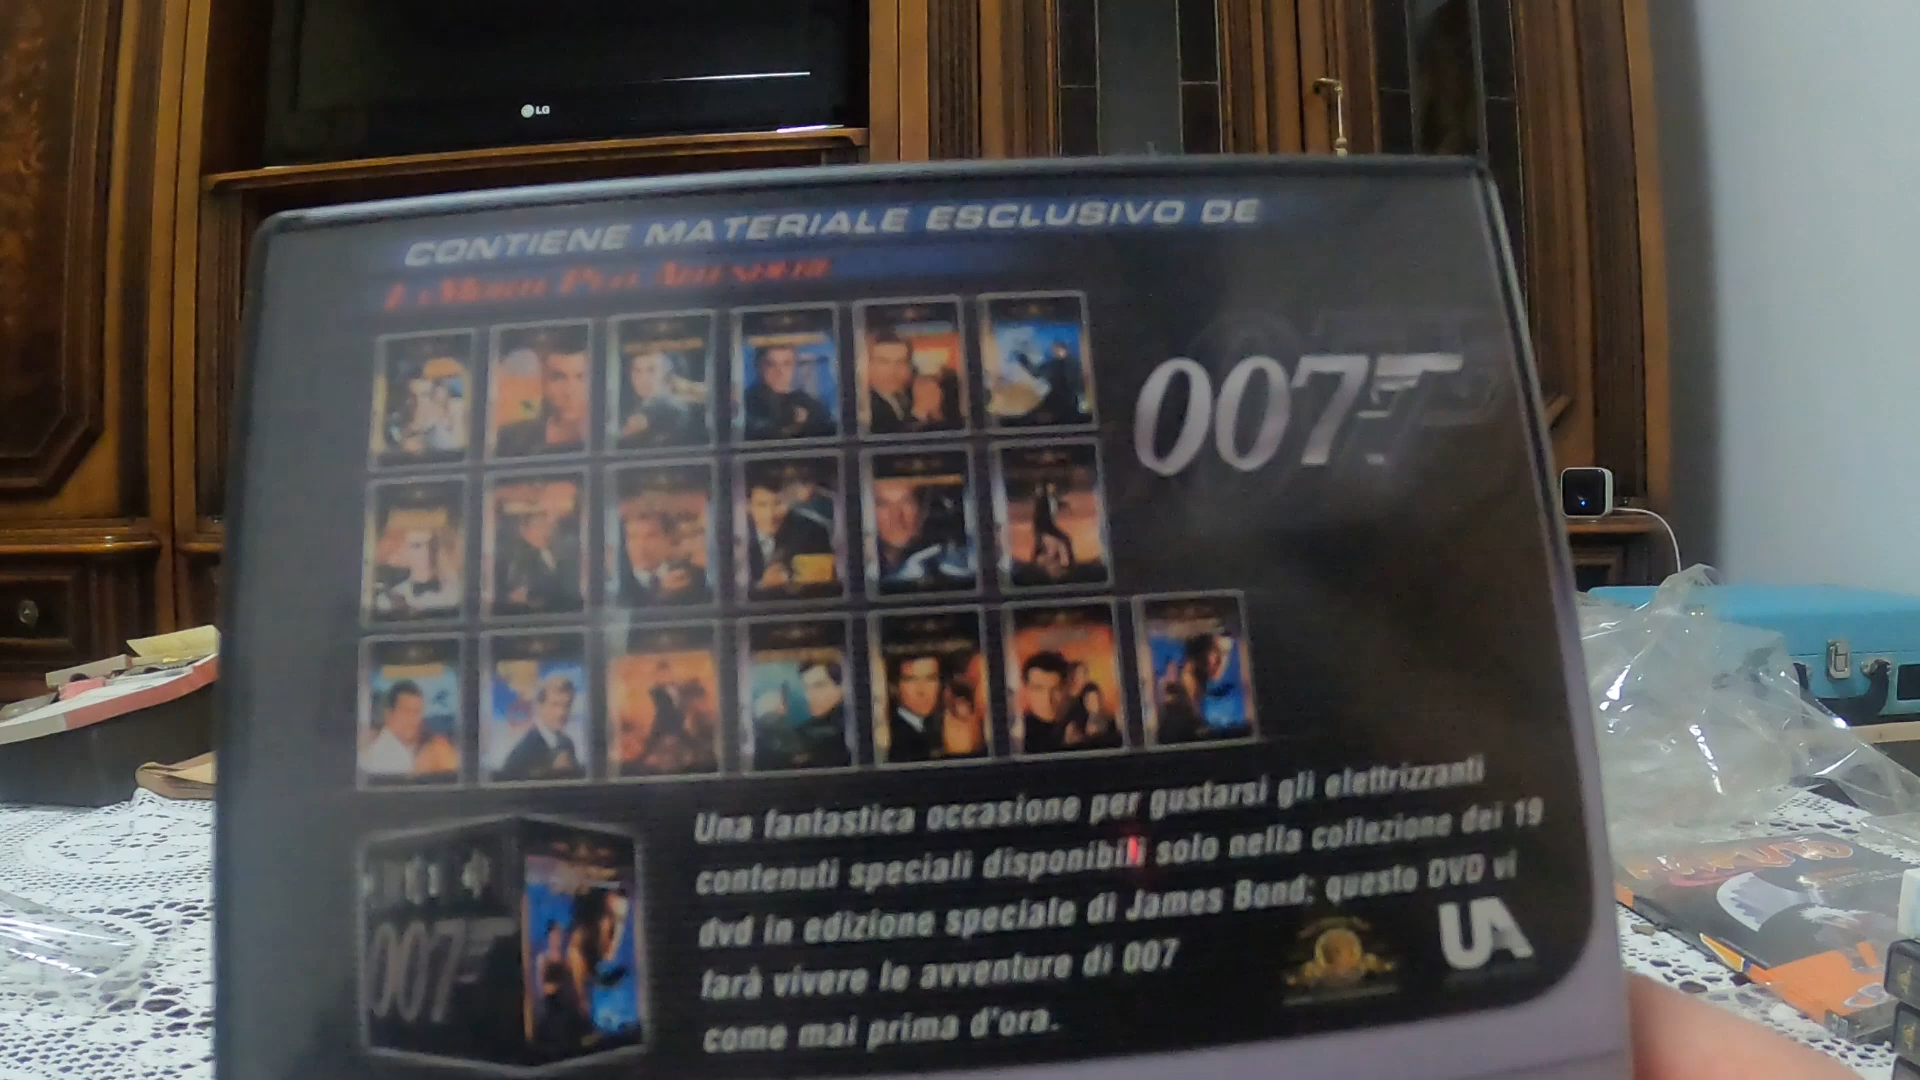 LG
CONTIENE MATERIALE ESCLUSIVO DE
007
Una fantastica occasione per gustarsi gli elettrizzanti
contenuti speciali disponibili solo nella collezione dei 19
dvd in edizione speciale di James Bond: questo DVD vi
farà vivere le avventure di 007
come mai prima d'ora.
007
UA